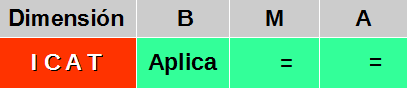 Dimensión B M A
I C A T Aplica = =